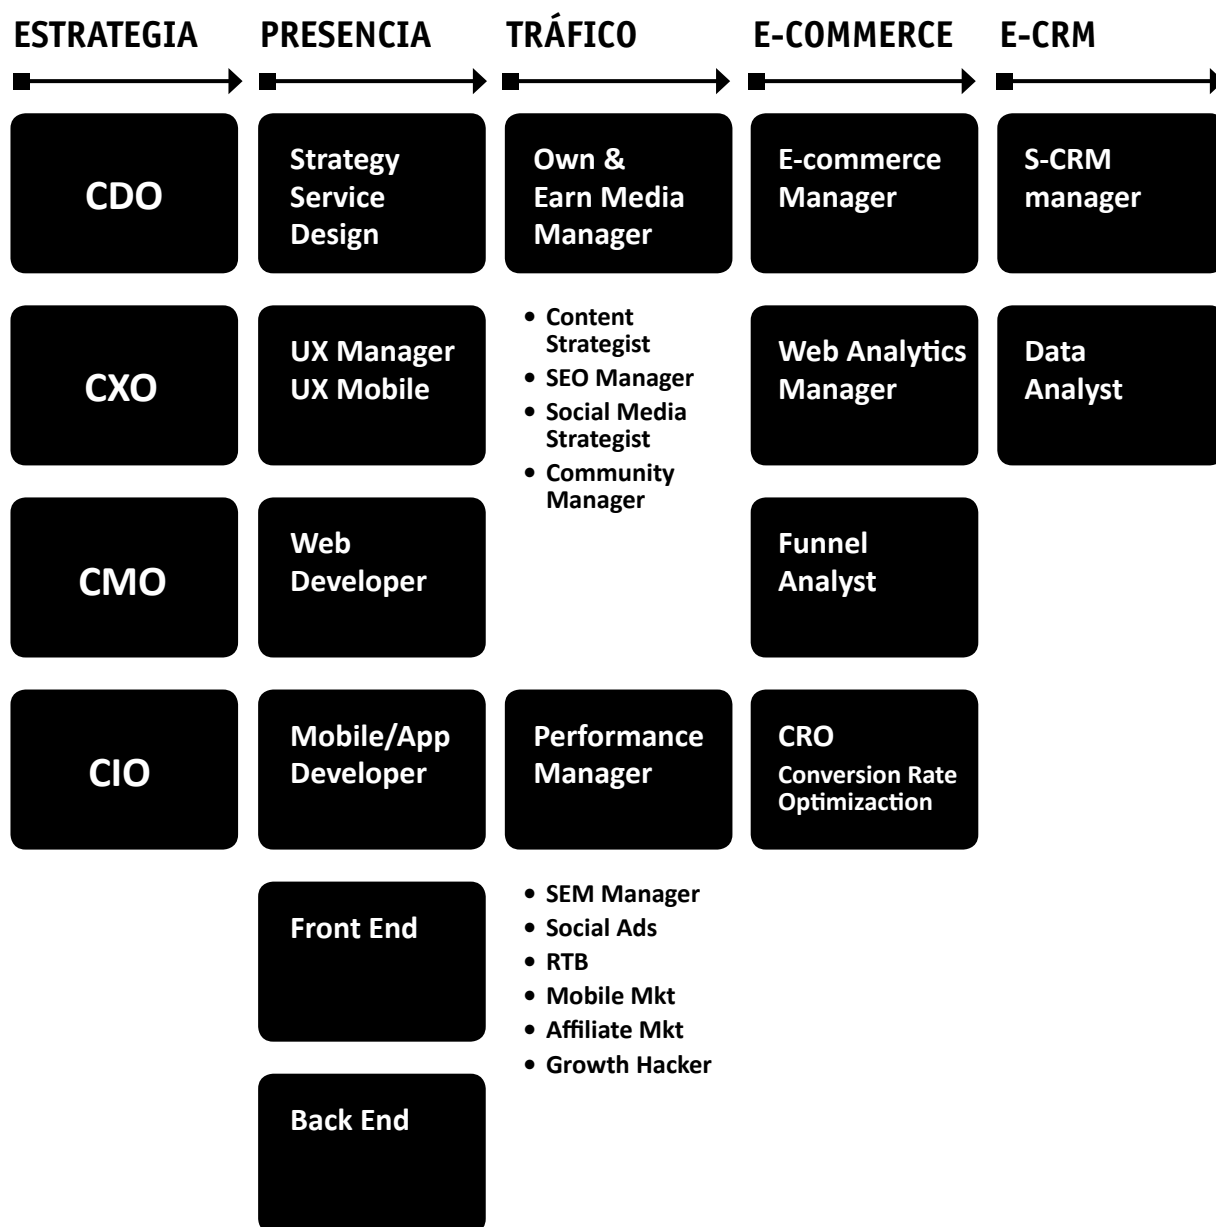 ESTRATEGIA
PRESENCIA
TRÁFICO
E-COMMERCE
E-CRM
CDO
CXO
CMO
CIO
Strategy
Service
Design
UX Manager
UX Mobile
Web
Developer
Mobile/App
Developer
Front End
Back End
Own &
Earn Media
Manager
• Content
Strategist
• SEO Manager
• Social Media
Strategist
• Community
Manager
Performance
Manager
• SEM Manager
• Social Ads
• RTB
• Mobile Mkt
• Affiliate Mkt
• Growth Hacker
E-commerce
Manager
Web Analytics
Manager
Funnel
Analyst
CRO
Conversion Rate
Optimizaction
S-CRM
manager
Data
Analyst